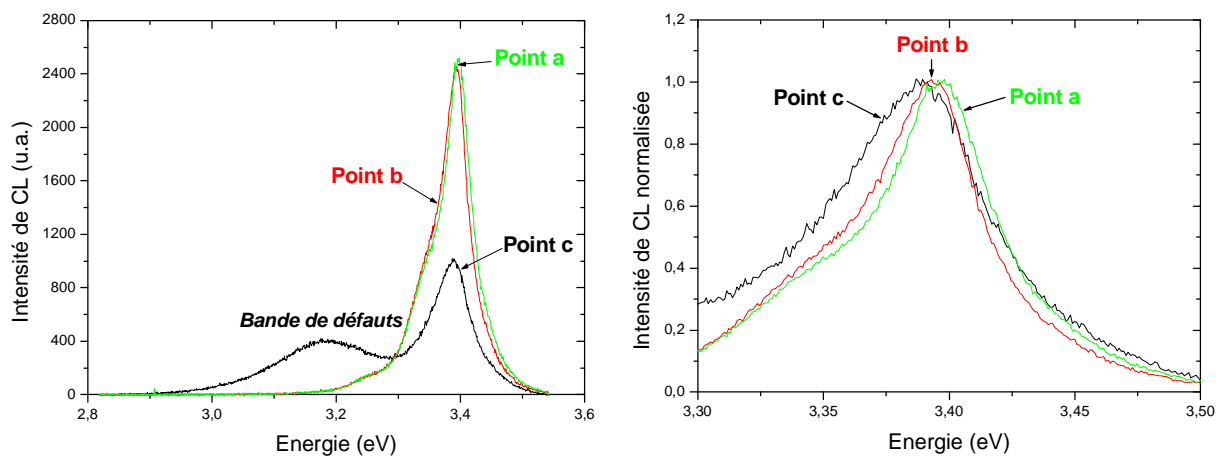 2800
2400
2000
1600
1200
800
400
0
2,8
3,0
3,2
3,4
3,6
Intensité de CL (u.a.)
Energie (eV)
Point a
Point b
Point c
Bande de défauts
1,2
1,0
0,8
0,6
0,4
0,2
0,0
3,30
3,35
3,40
3,45
3,50
Intensité de CL normalisée
Energie (eV)
Point b
Point c
Point a